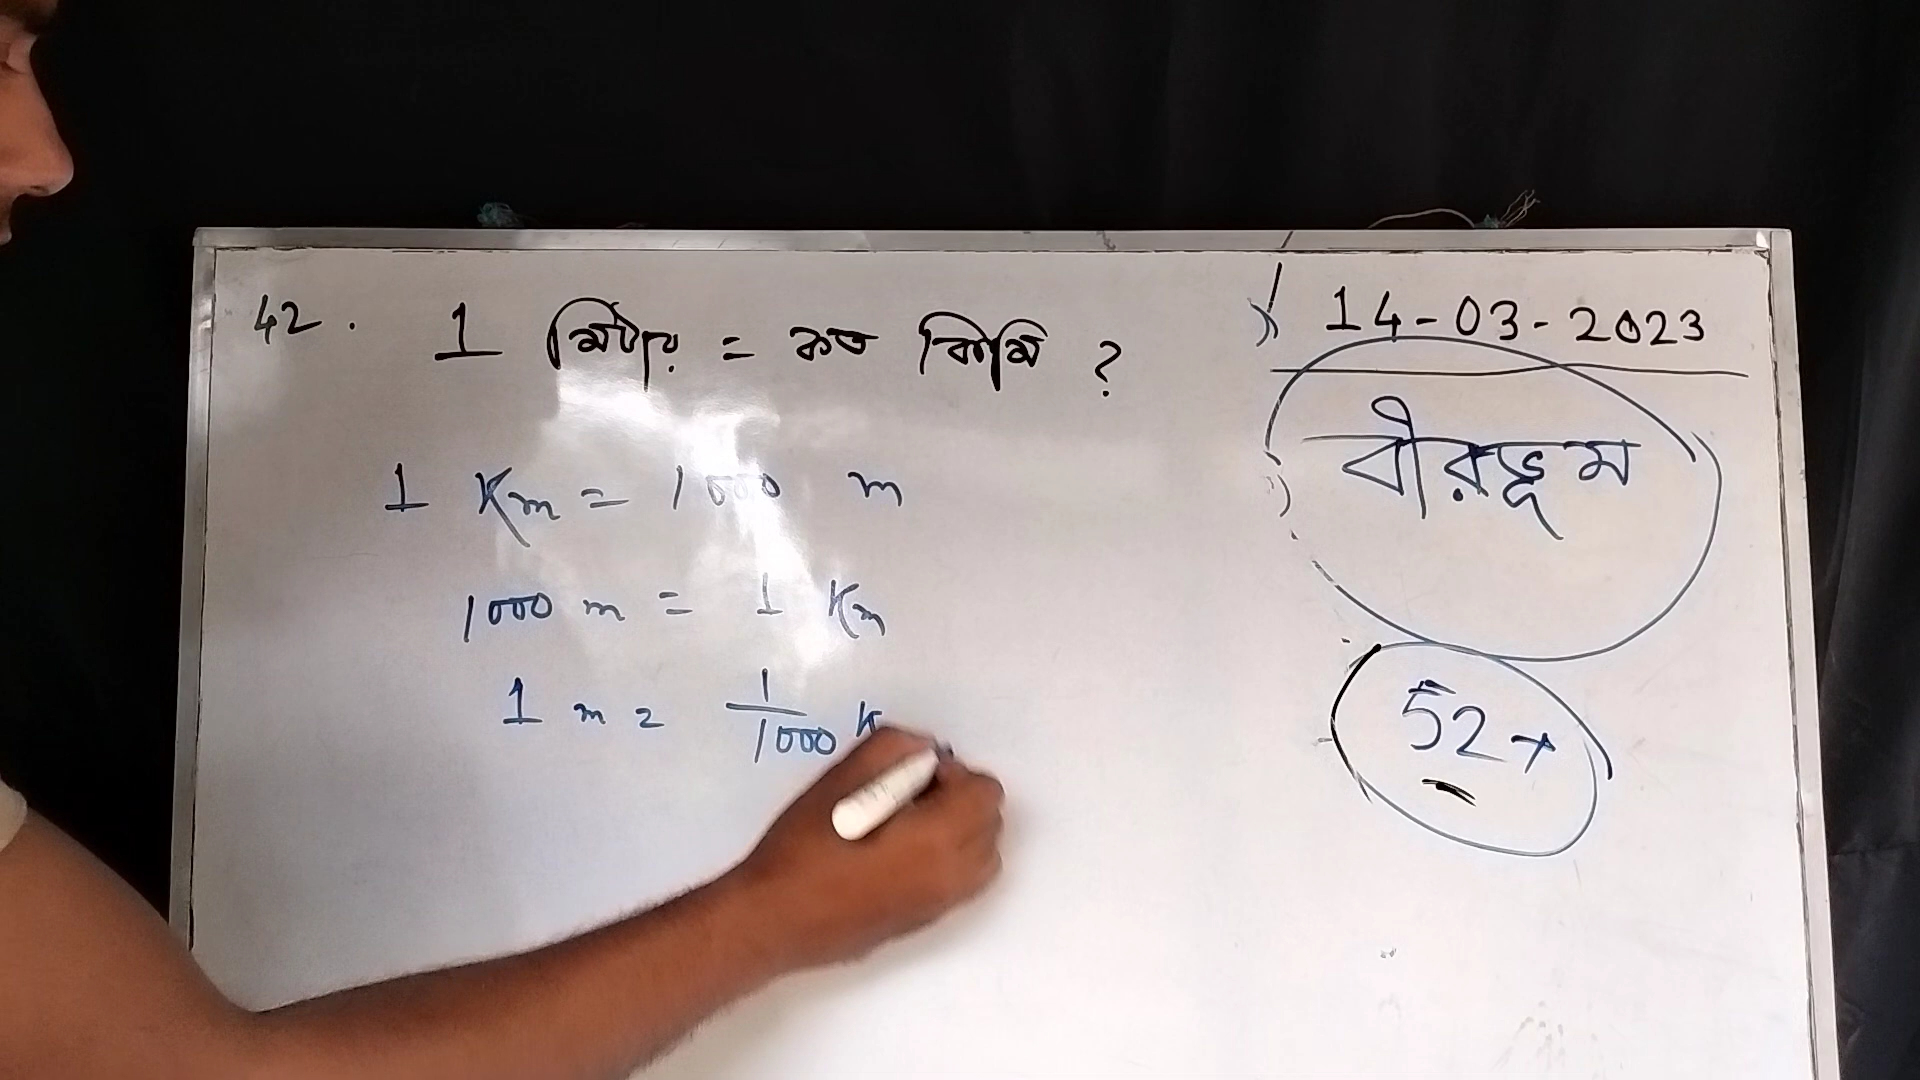 42. 1 মিটার = কত কিমি ?
1 Km = 1000 m
1000 m = 1 Km
1 m = 1/1000 K
14-03-2023
বীরভূম
52+